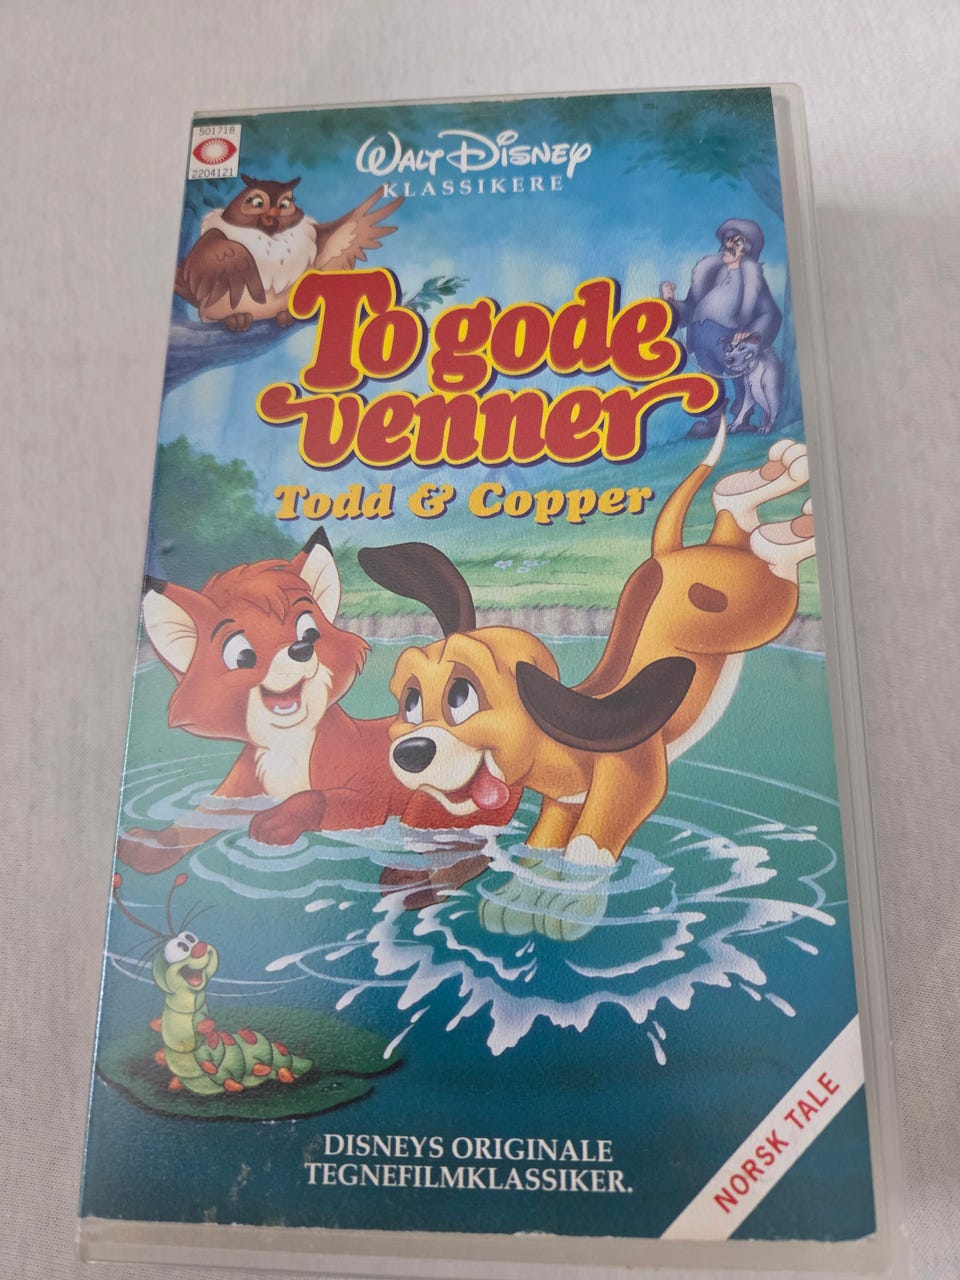 501718
2204121
WALT DISNEY
KLASSIKERE
To gode
venner
Todd & Copper
DISNEYS ORIGINALE
TEGNEFILMKLASSIKER.
NORSK TALE